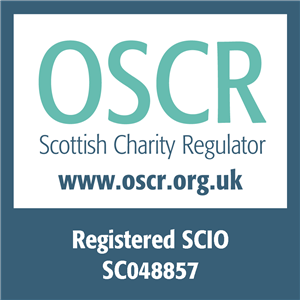 OSCR
Scottish Charity Regulator
www.oscr.org.uk
Registered SCIO
SC048857